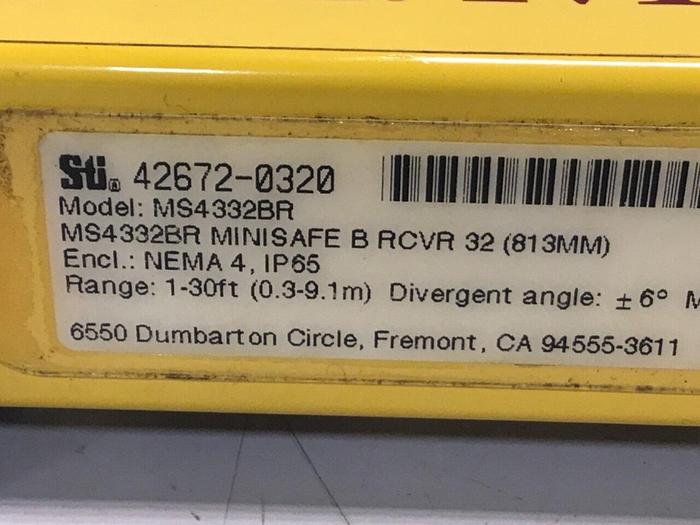 Sti® 42672-0320
Model: MS4332BR
MS4332BR MINISAFE B RCVR 32 (813MM)
Encl.: NEMA 4, IP65
Range: 1-30ft (0.3-9.1m) Divergent angle: ± 6° M
6550 Dumbarton Circle, Fremont, CA 94555-3611